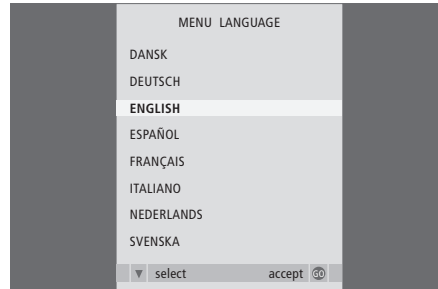 MENU LANGUAGE
DANSK
DEUTSCH
ENGLISH
ESPAÑOL
FRANÇAIS
ITALIANO
NEDERLANDS
SVENSKA
select accept GO